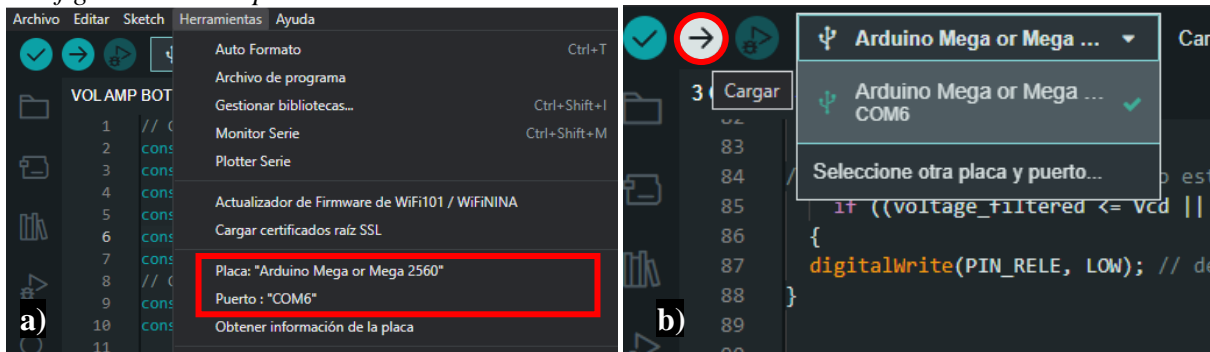 Archivo Editar Sketch Herramientas Ayuda
Auto Formato Ctrl+T
Archivo de programa
Gestionar bibliotecas... Ctrl+Shift+I
Monitor Serie Ctrl+Shift+M
Plotter Serie
Actualizador de Firmware de WiFi101 / WiFiNINA
Cargar certificados raíz SSL
Placa: "Arduino Mega or Mega 2560"
Puerto : "COM6"
Obtener información de la placa
VOL AMP BOT
1 //
2 cons
3 cons
4 cons
5 cons
6 cons
7 cons
8 //
9 cons
10 cons
11
a)
Arduino Mega or Mega ... Car
3 Cargar
Arduino Mega or Mega ...
COM6
Seleccione otra placa y puerto...
83
84 / o est
85 if ((voltage_filtered <= Vcd ||
86 {
87 digitalWrite(PIN_RELE, LOW); // de
88 }
89
b)